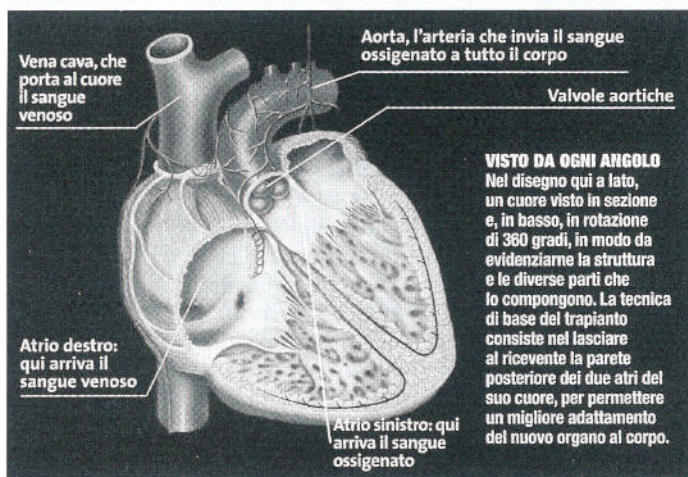 Vena cava, che
porta al cuore
il sangue
venoso
Aorta, l'arteria che invia il sangue
ossigenato a tutto il corpo
Valvole aortiche
VISTO DA OGNI ANGOLO
Nel disegno qui a lato,
un cuore visto in sezione
e, in basso, in rotazione
di 360 gradi, in modo da
evidenziarne la struttura
e le diverse parti che
lo compongono. La tecnica
di base del trapianto
consiste nel lasciare
al ricevente la parete
posteriore dei due atri del
suo cuore, per permettere
un migliore adattamento
del nuovo organo al corpo.
Atrio destro:
qui arriva il
sangue venoso
Atrio sinistro: qui
arriva il sangue
ossigenato